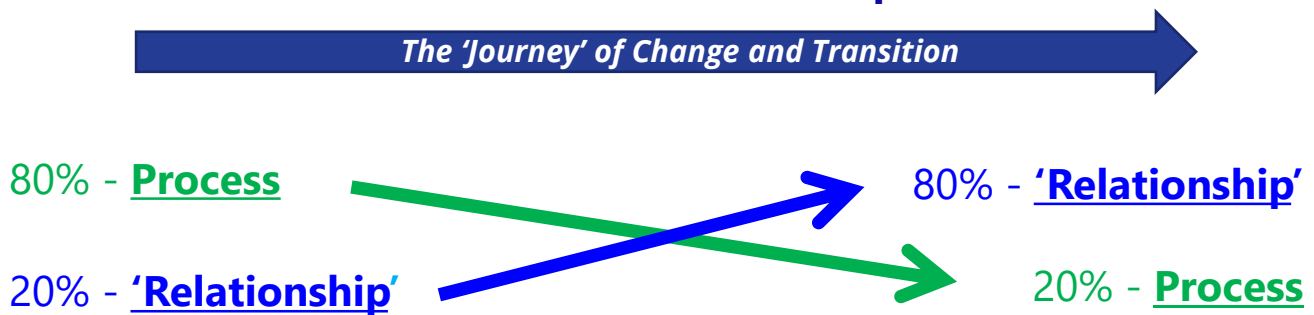 The ‘Journey’ of Change and Transition
80% - Process
80% - ‘Relationship’
20% - ‘Relationship’
20% - Process